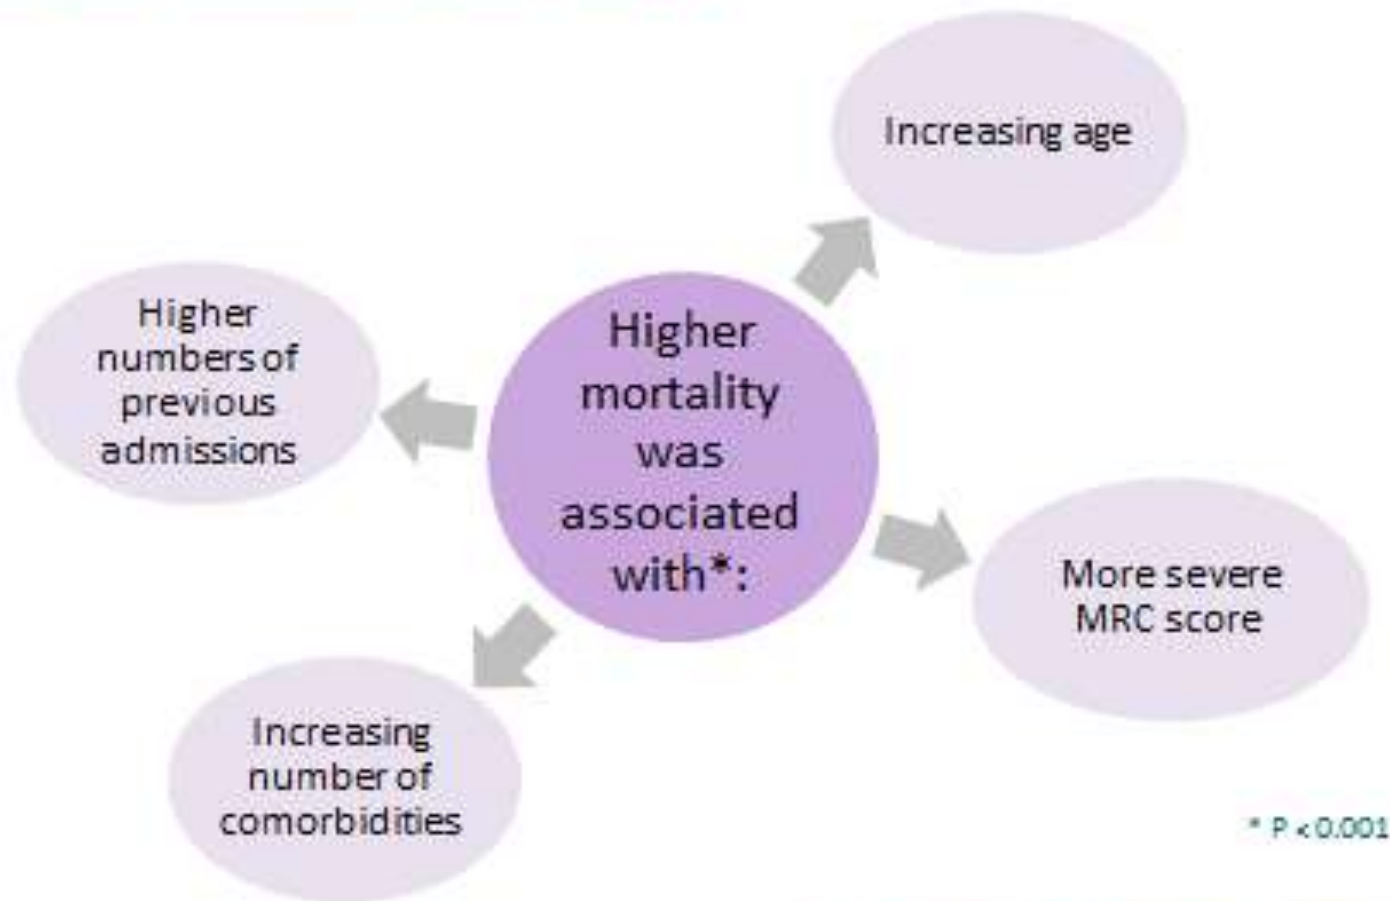 Increasing age
Higher
numbers of
previous
admissions
Higher
mortality
was
associated
with*:
More severe
MRC score
Increasing
number of
comorbidities
* P < 0.001